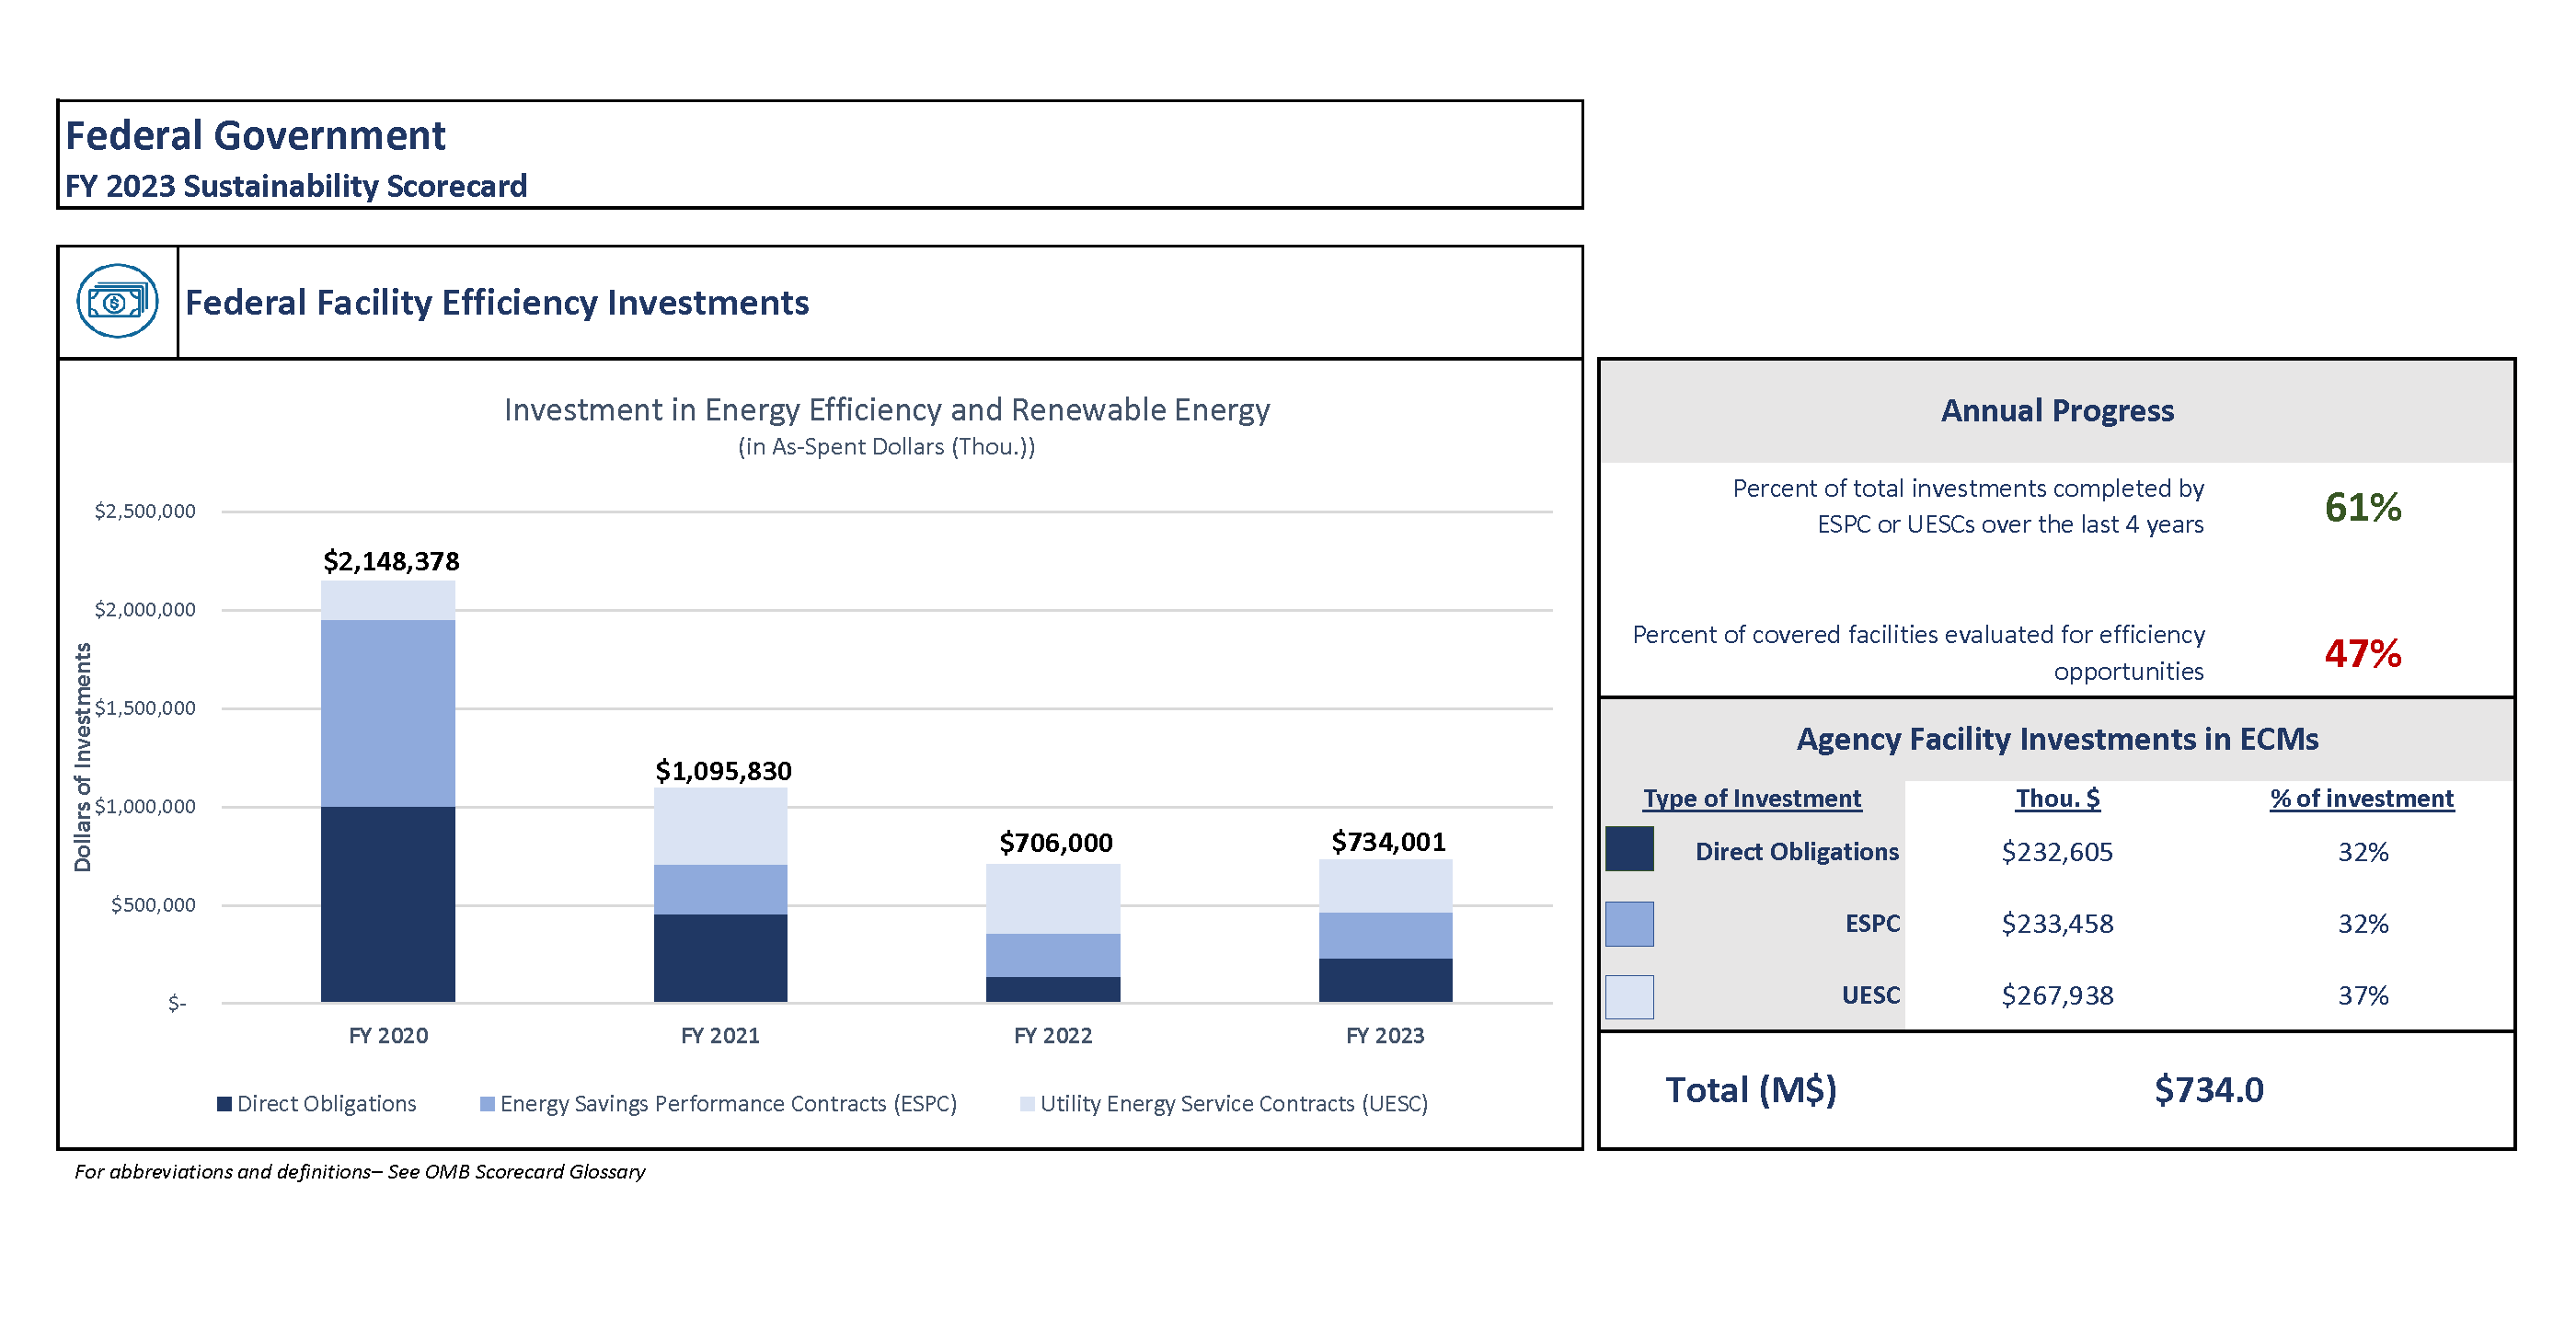 Federal Government
FY 2023 Sustainability Scorecard
Federal Facility Efficiency Investments
Investment in Energy Efficiency and Renewable Energy
(in As-Spent Dollars (Thou.))
Dollars of Investments
$2,500,000
$2,000,000
$1,500,000
$1,000,000
$500,000
$-
$2,148,378
$1,095,830
$706,000
$734,001
FY 2020
FY 2021
FY 2022
FY 2023
Direct Obligations
Energy Savings Performance Contracts (ESPC)
Utility Energy Service Contracts (UESC)
For abbreviations and definitions– See OMB Scorecard Glossary
Annual Progress
Percent of total investments completed by
ESPC or UESCs over the last 4 years
61%
Percent of covered facilities evaluated for efficiency
opportunities
47%
Agency Facility Investments in ECMs
Type of Investment Thou. $ % of investment
Direct Obligations $232,605 32%
ESPC $233,458 32%
UESC $267,938 37%
Total (M$) $734.0